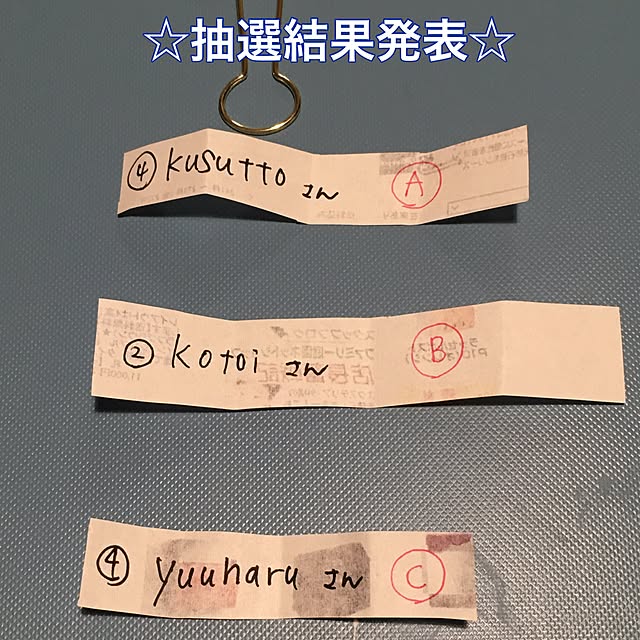 ☆抽選結果発表☆
④ kusutto さん Ⓐ
② kotoi さん Ⓑ
④ yuuharu さん Ⓒ